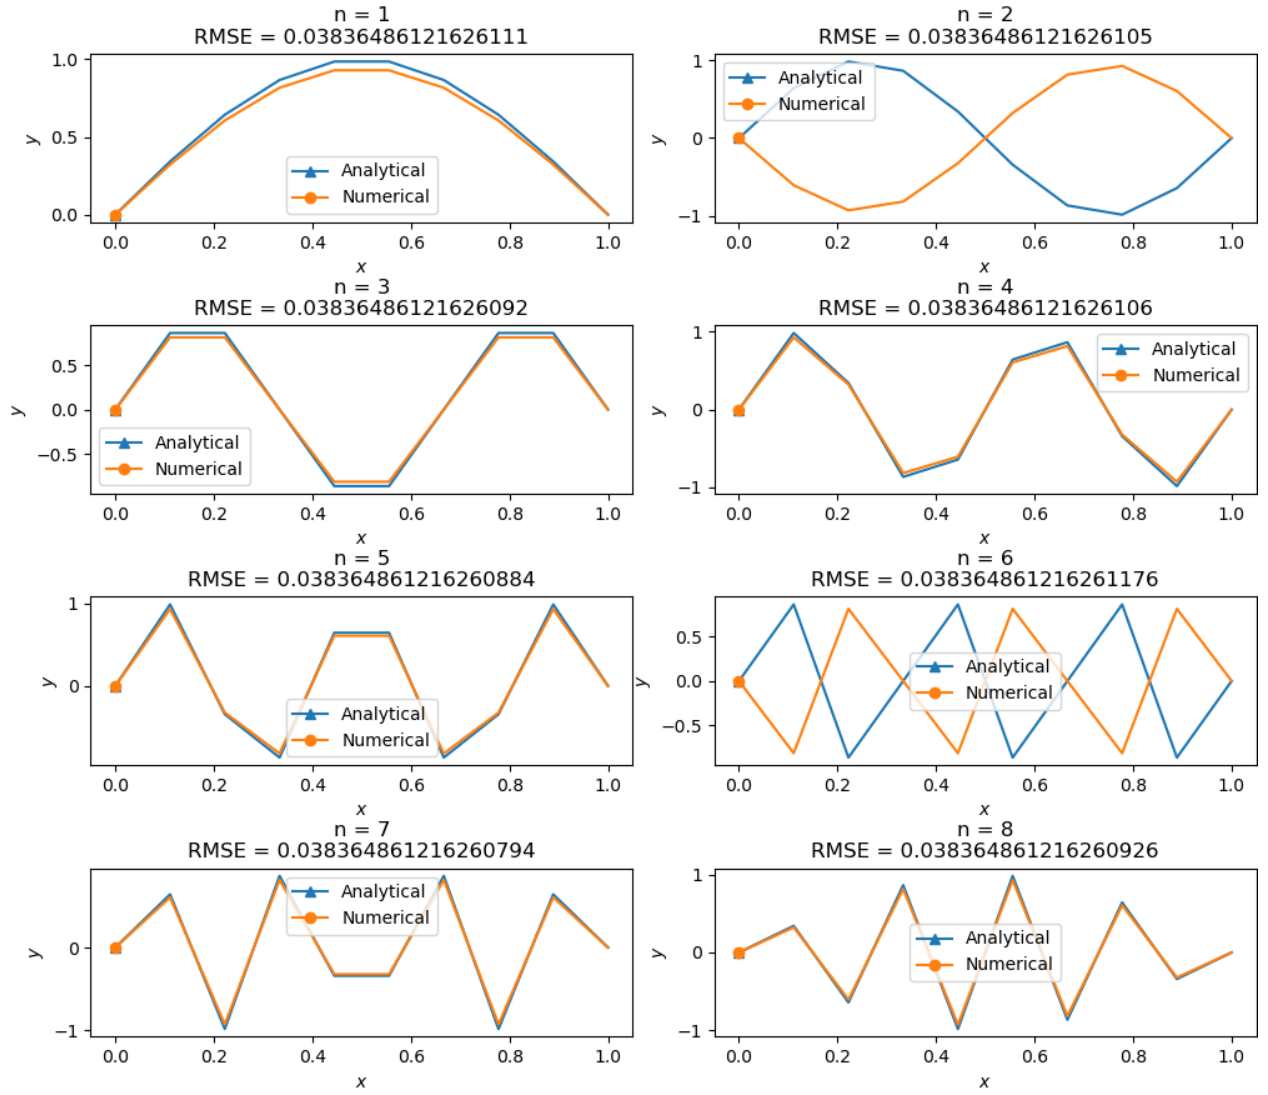 n = 1
RMSE = 0.03836486121626111
1.0
0.5
0.0
y
Analytical
Numerical
0.0 0.2 0.4 0.6 0.8 1.0
x
n = 2
RMSE = 0.03836486121626105
1
0
−1
y
Analytical
Numerical
0.0 0.2 0.4 0.6 0.8 1.0
x
n = 3
RMSE = 0.03836486121626092
0.5
0.0
−0.5
y
Analytical
Numerical
0.0 0.2 0.4 0.6 0.8 1.0
x
n = 4
RMSE = 0.03836486121626106
1
0
−1
y
Analytical
Numerical
0.0 0.2 0.4 0.6 0.8 1.0
x
n = 5
RMSE = 0.038364861216260884
1
0
y
Analytical
Numerical
0.0 0.2 0.4 0.6 0.8 1.0
x
n = 6
RMSE = 0.038364861216261176
0.5
0.0
−0.5
y
Analytical
Numerical
0.0 0.2 0.4 0.6 0.8 1.0
x
n = 7
RMSE = 0.038364861216260794
0
−1
y
Analytical
Numerical
0.0 0.2 0.4 0.6 0.8 1.0
x
n = 8
RMSE = 0.038364861216260926
1
0
−1
y
Analytical
Numerical
0.0 0.2 0.4 0.6 0.8 1.0
x